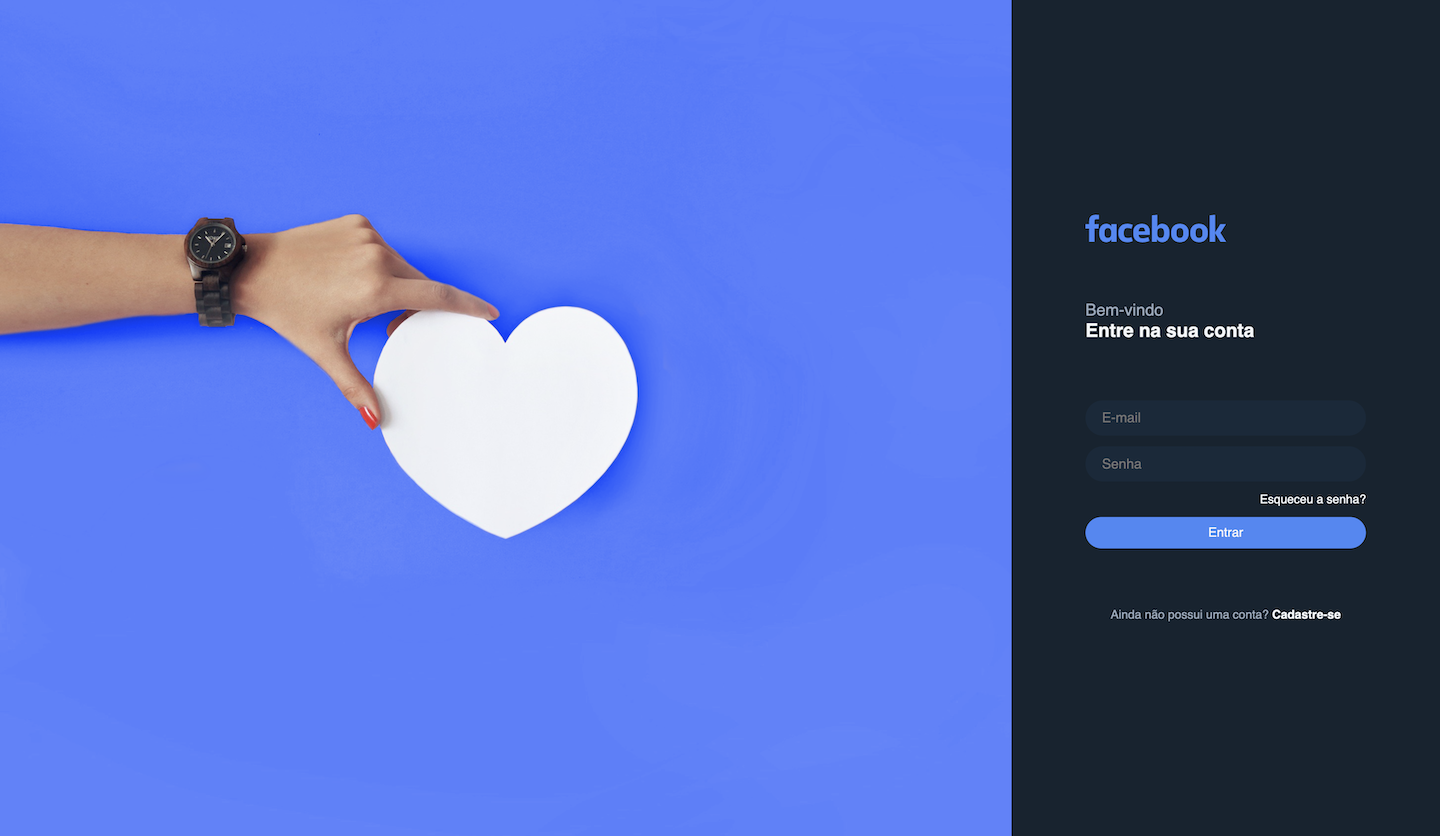 facebook
Bem-vindo
Entre na sua conta
E-mail
Senha
Esqueceu a senha?
Entrar
Ainda não possui uma conta? Cadastre-se